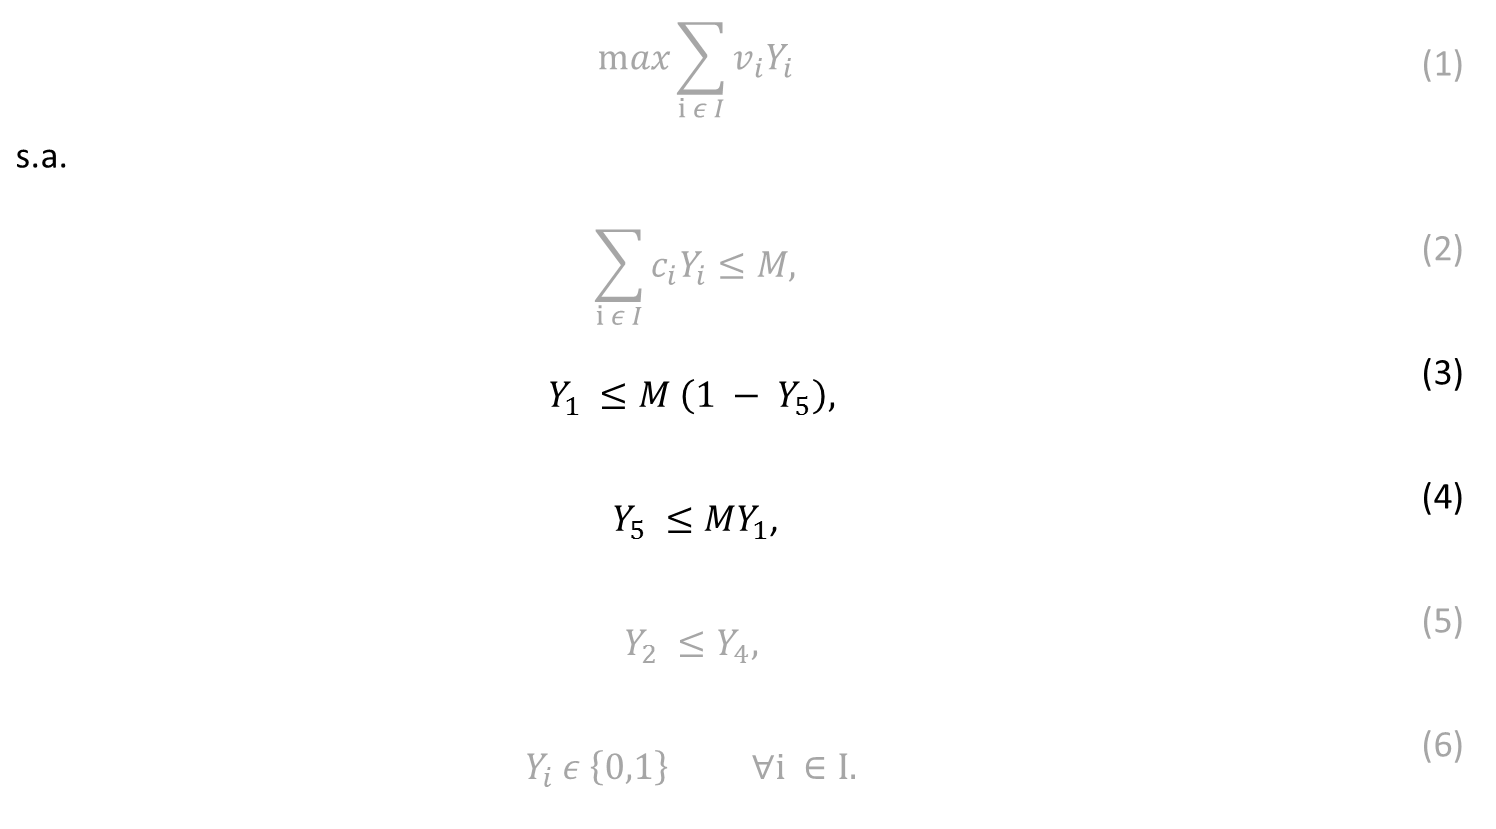 max ∑ v_i Y_i (1)
i ϵ I
s.a.
∑ c_i Y_i ≤ M, (2)
i ϵ I
Y_1 ≤ M (1 − Y_5), (3)
Y_5 ≤ MY_1, (4)
Y_2 ≤ Y_4, (5)
Y_i ϵ {0,1} ∀i ∈ I. (6)